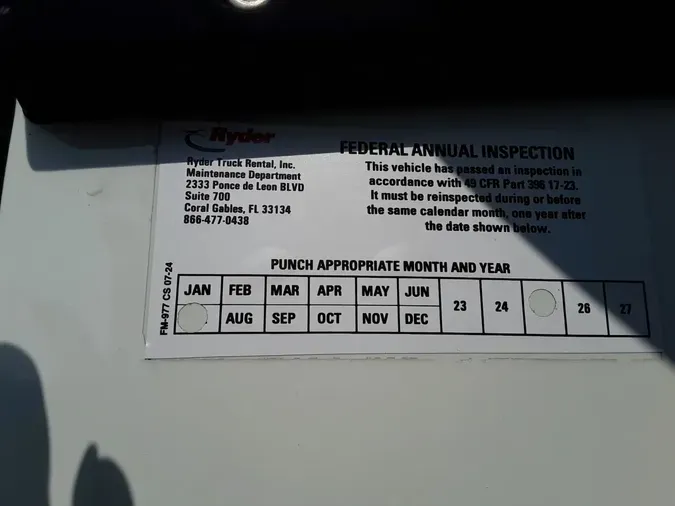 Ryder
Ryder Truck Rental, Inc.
Maintenance Department
2333 Ponce de Leon BLVD
Suite 700
Coral Gables, FL 33134
866-477-0438
FEDERAL ANNUAL INSPECTION
This vehicle has passed an inspection in
accordance with 49 CFR Part 396 17-23.
It must be reinspected during or before
the same calendar month, one year after
the date shown below.
PUNCH APPROPRIATE MONTH AND YEAR
JAN FEB MAR APR MAY JUN 23 24 26 27
AUG SEP OCT NOV DEC
FM-977 CS 07-24